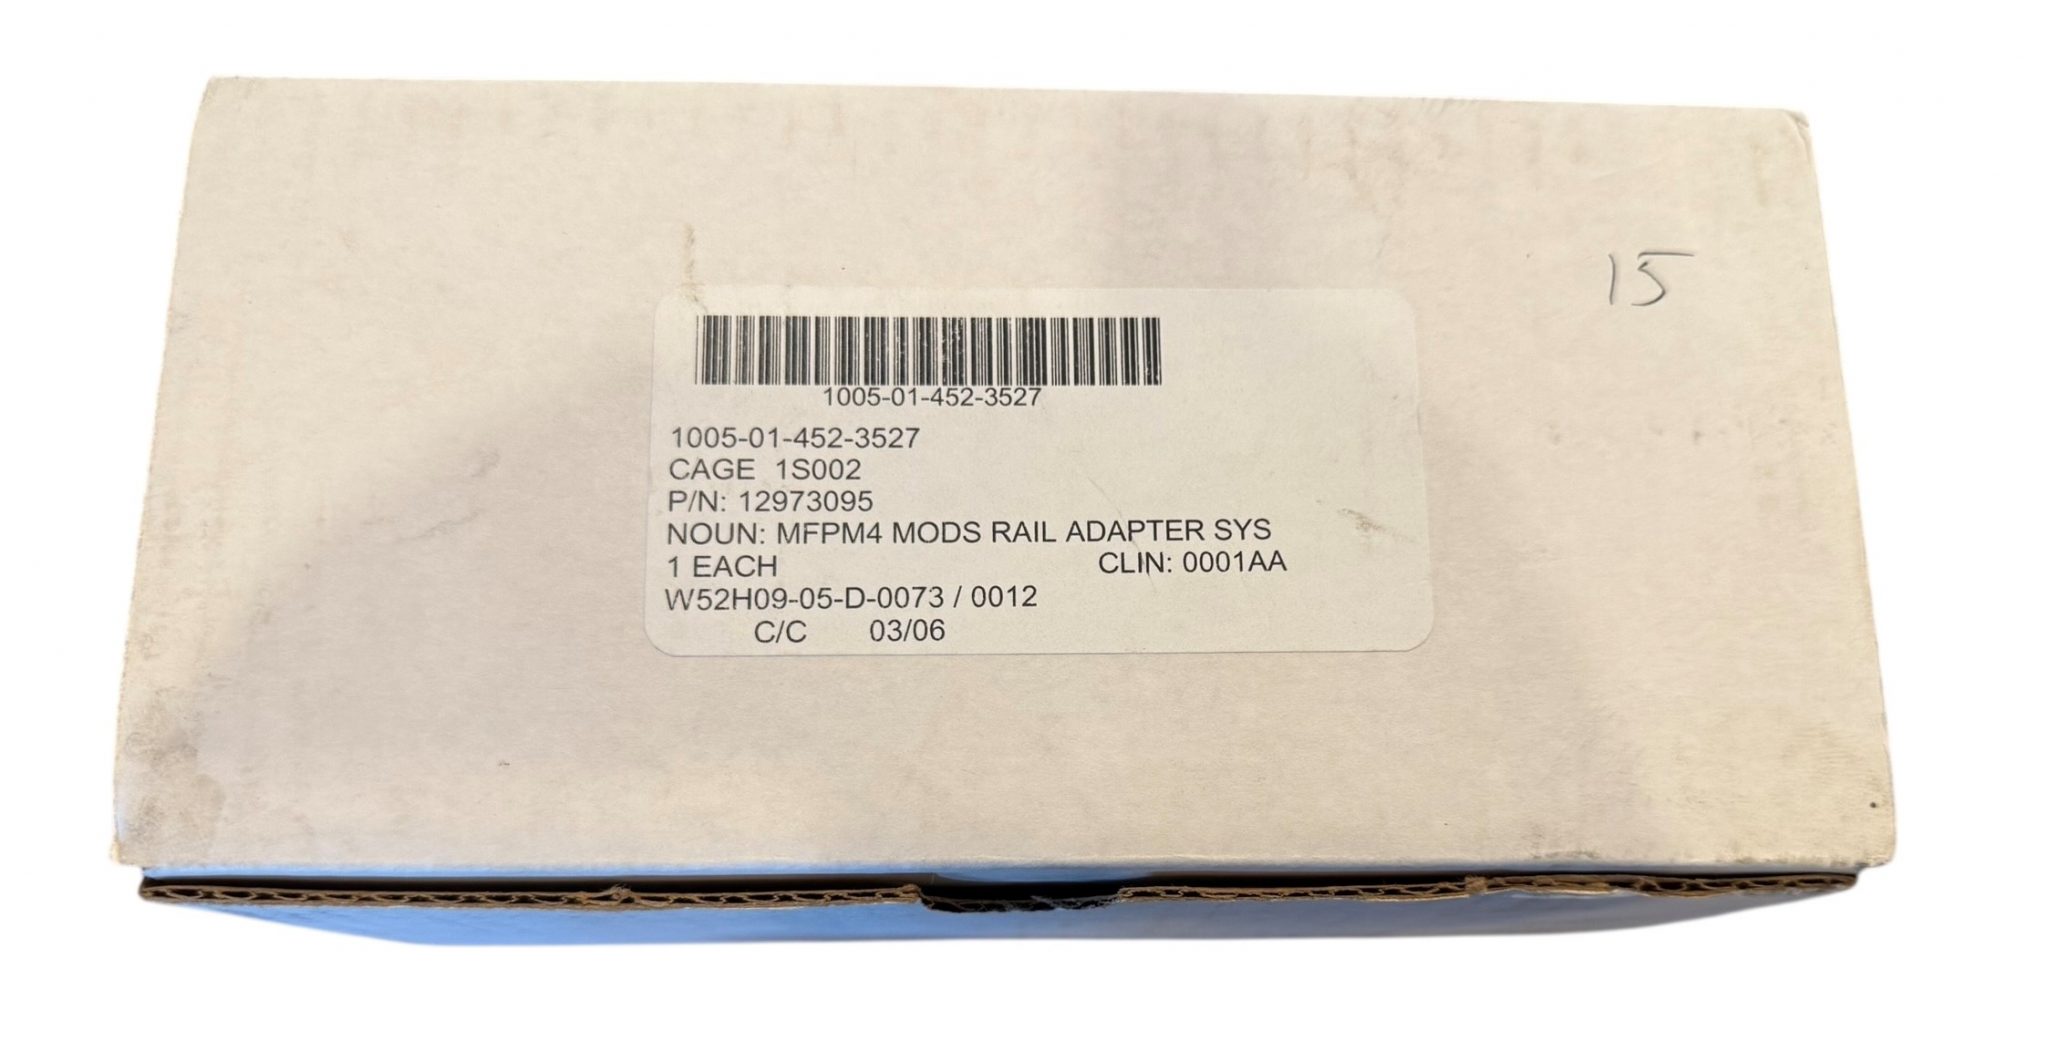 15
1005-01-452-3527
1005-01-452-3527
CAGE 1S002
P/N: 12973095
NOUN: MFPM4 MODS RAIL ADAPTER SYS
1 EACH CLIN: 0001AA
W52H09-05-D-0073 / 0012
C/C 03/06